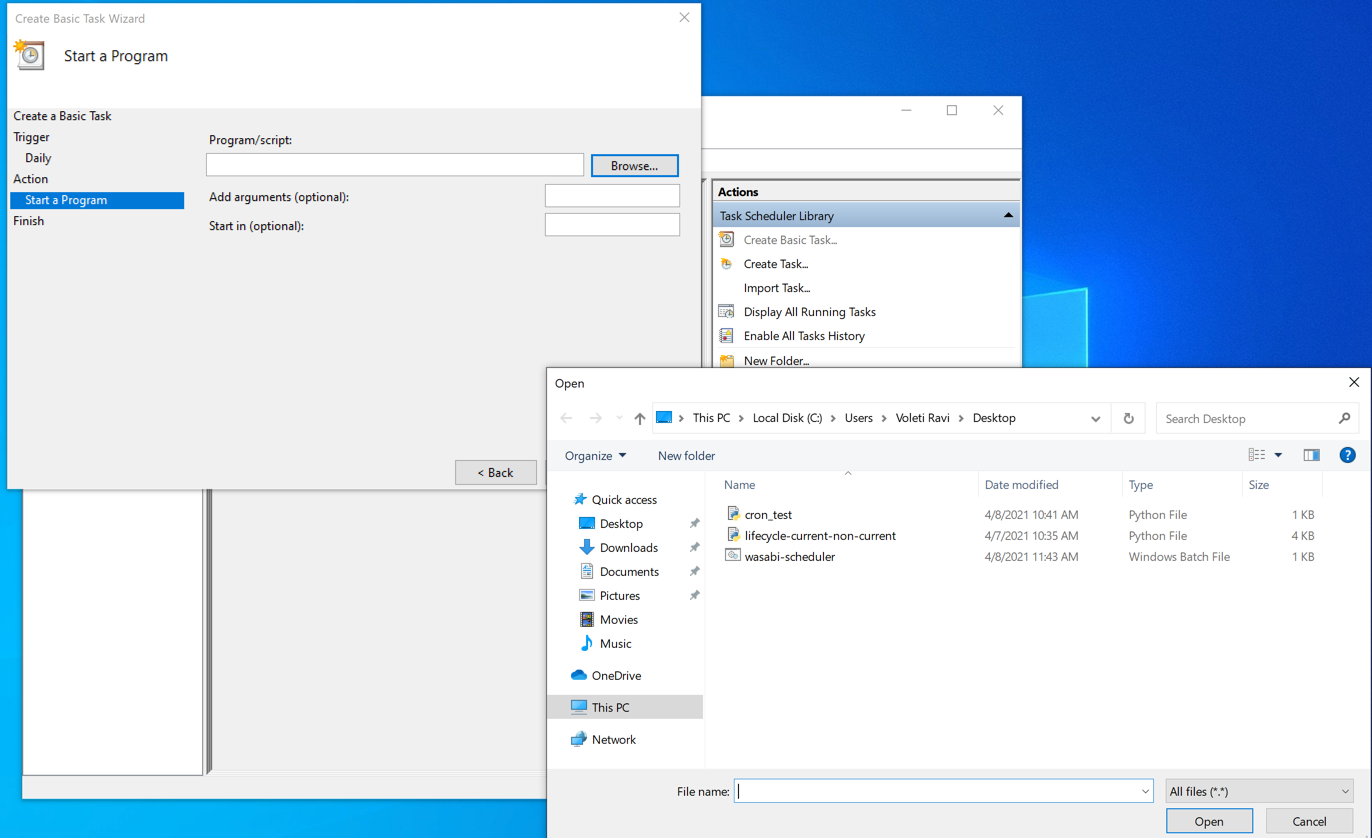 Create Basic Task Wizard
Start a Program
Create a Basic Task
Trigger
Daily
Action
Start a Program
Finish
Program/script:
Browse...
Add arguments (optional):
Start in (optional):
< Back
Actions
Task Scheduler Library
Create Basic Task...
Create Task...
Import Task...
Display All Running Tasks
Enable All Tasks History
New Folder...
Open
This PC > Local Disk (C:) > Users > Voleti Ravi > Desktop
Search Desktop
Organize
New folder
Quick access
Desktop
Downloads
Documents
Pictures
Movies
Music
OneDrive
This PC
Network
Name Date modified Type Size
cron_test 4/8/2021 10:41 AM Python File 1 KB
lifecycle-current-non-current 4/7/2021 10:35 AM Python File 4 KB
wasabi-scheduler 4/8/2021 11:43 AM Windows Batch File 1 KB
File name:
All files (*.*)
Open
Cancel